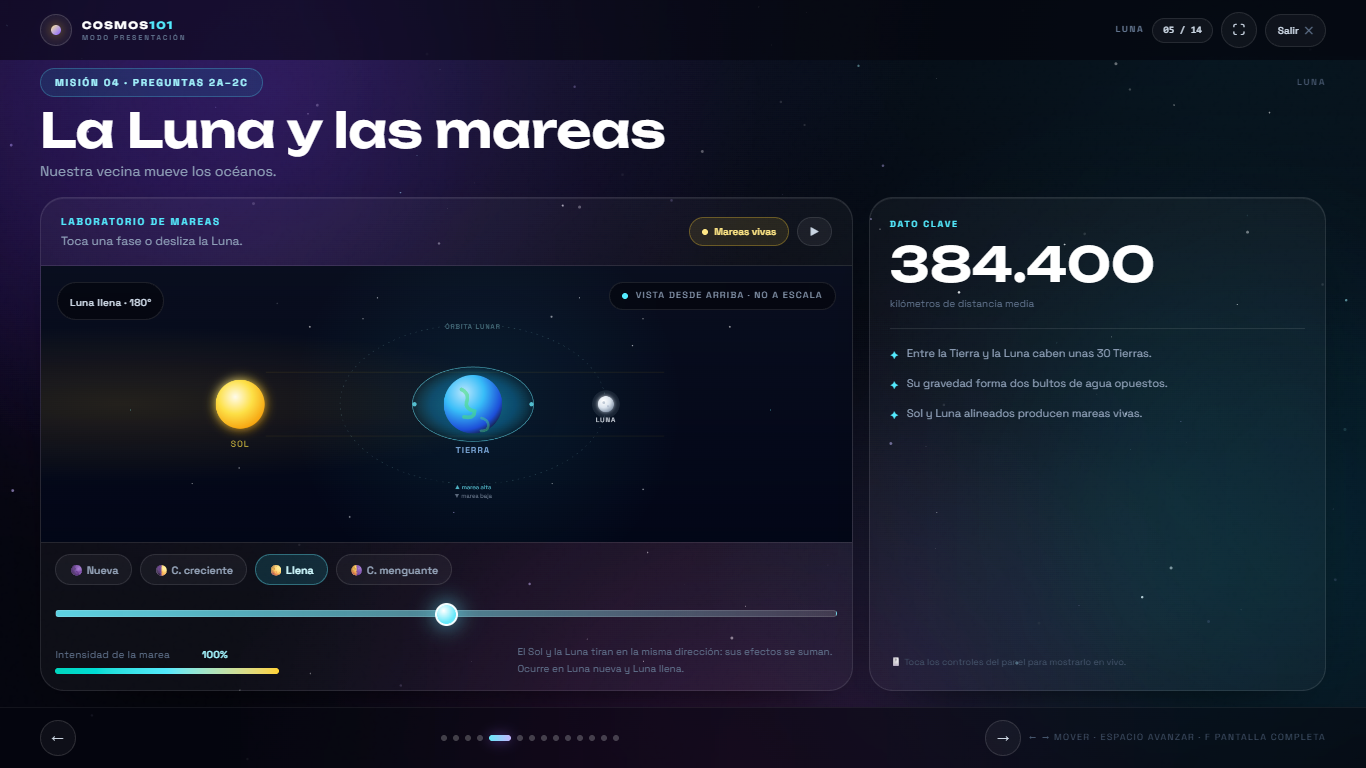 COSMOS101
MODO PRESENTACIÓN
LUNA
05 / 14
Salir ✕
MISIÓN 04 · PREGUNTAS 2A–2C
LUNA
La Luna y las mareas
Nuestra vecina mueve los océanos.
LABORATORIO DE MAREAS
Toca una fase o desliza la Luna.
Mareas vivas
Luna llena · 180°
VISTA DESDE ARRIBA · NO A ESCALA
ÓRBITA LUNAR
SOL
TIERRA
LUNA
▲ marea alta
▼ marea baja
Nueva
C. creciente
Llena
C. menguante
Intensidad de la marea 100%
El Sol y la Luna tiran en la misma dirección: sus efectos se suman.
Ocurre en Luna nueva y Luna llena.
DATO CLAVE
384.400
kilómetros de distancia media
Entre la Tierra y la Luna caben unas 30 Tierras.
Su gravedad forma dos bultos de agua opuestos.
Sol y Luna alineados producen mareas vivas.
Toca los controles del panel para mostrarlo en vivo.
← → MOVER · ESPACIO AVANZAR · F PANTALLA COMPLETA